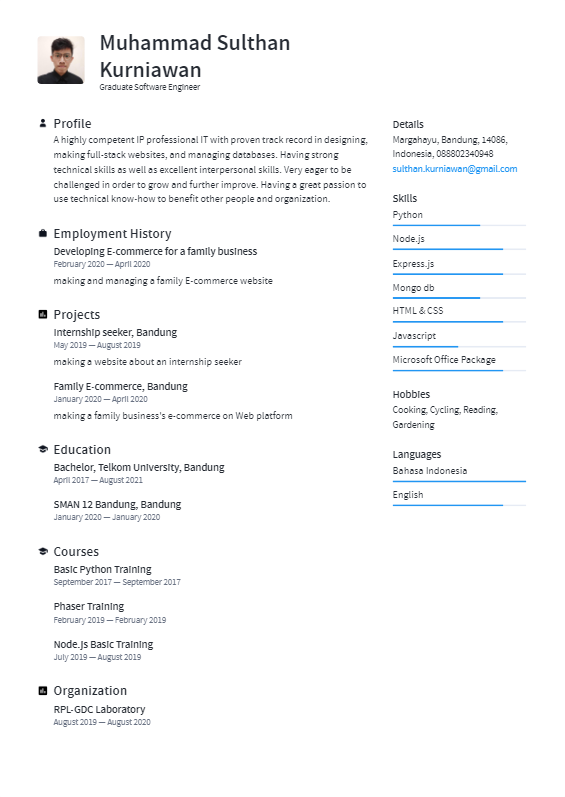 Muhammad Sulthan
Kurniawan
Graduate Software Engineer
Profile
A highly competent IP professional IT with proven track record in designing,
making full-stack websites, and managing databases. Having strong
technical skills as well as excellent interpersonal skills. Very eager to be
challenged in order to grow and further improve. Having a great passion to
use technical know-how to benefit other people and organization.
Employment History
Developing E-commerce for a family business
February 2020 — April 2020
making and managing a family E-commerce website
Projects
Internship seeker, Bandung
May 2019 — August 2019
making a website about an internship seeker
Family E-commerce, Bandung
January 2020 — April 2020
making a family business's e-commerce on Web platform
Education
Bachelor, Telkom University, Bandung
April 2017 — August 2021
SMAN 12 Bandung, Bandung
January 2020 — January 2020
Courses
Basic Python Training
September 2017 — September 2017
Phaser Training
February 2019 — February 2019
Node.js Basic Training
July 2019 — August 2019
Organization
RPL-GDC Laboratory
August 2019 — August 2020
Details
Margahayu, Bandung, 14086,
Indonesia, 088802340948
sulthan.kurniawan@gmail.com
Skills
Python
Node.js
Express.js
Mongo db
HTML & CSS
Javascript
Microsoft Office Package
Hobbies
Cooking, Cycling, Reading,
Gardening
Languages
Bahasa Indonesia
English